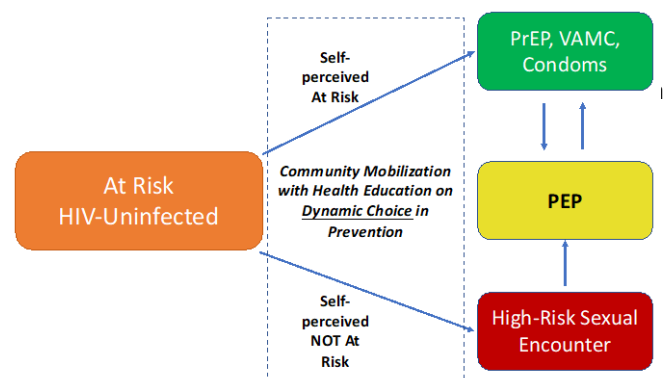 Self-
perceived
At Risk
PrEP, VAMC,
Condoms
At Risk
HIV-Uninfected
Community Mobilization
with Health Education on
Dynamic Choice in
Prevention
PEP
Self-
perceived
NOT At
Risk
High-Risk Sexual
Encounter